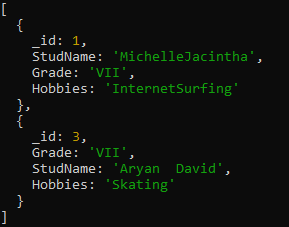 [
  {
    _id: 1,
    StudName: 'MichelleJacintha',
    Grade: 'VII',
    Hobbies: 'InternetSurfing'
  },
  {
    _id: 3,
    Grade: 'VII',
    StudName: 'Aryan  David',
    Hobbies: 'Skating'
  }
]